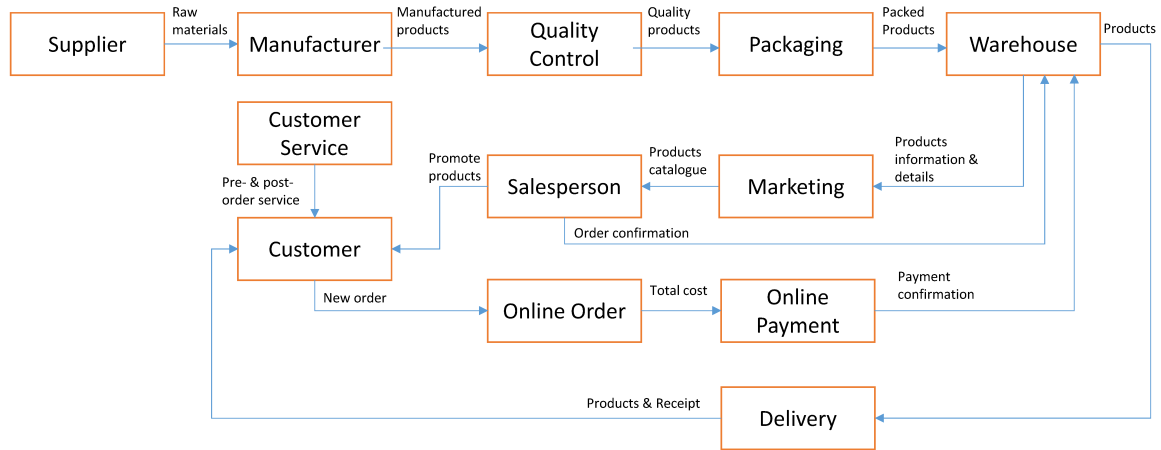 Supplier
Raw
materials
Manufacturer
Manufactured
products
Quality
Control
Quality
products
Packaging
Packed
Products
Warehouse
Products
Customer
Service
Pre- & post-
order service
Promote
products
Salesperson
Products
catalogue
Marketing
Products
information &
details
Order confirmation
Customer
New order
Online Order
Total cost
Online
Payment
Payment
confirmation
Products & Receipt
Delivery